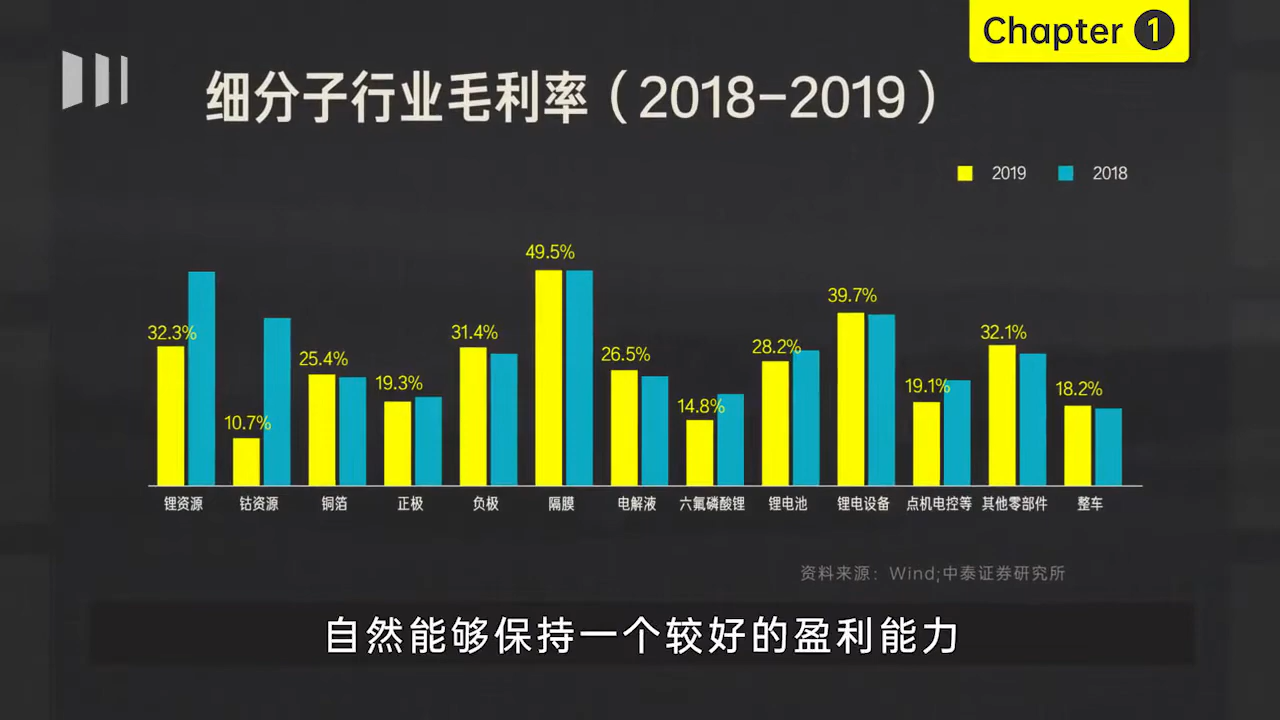 Chapter 1
细分子行业毛利率（2018-2019）
2019 2018
32.3%
10.7%
25.4%
19.3%
31.4%
49.5%
26.5%
14.8%
28.2%
39.7%
19.1%
32.1%
18.2%
锂资源 钴资源 铜箔 正极 负极 隔膜 电解液 六氟磷酸锂 锂电池 锂电设备 点机电控等 其他零部件 整车
资料来源：Wind;中泰证券研究所
自然能够保持一个较好的盈利能力